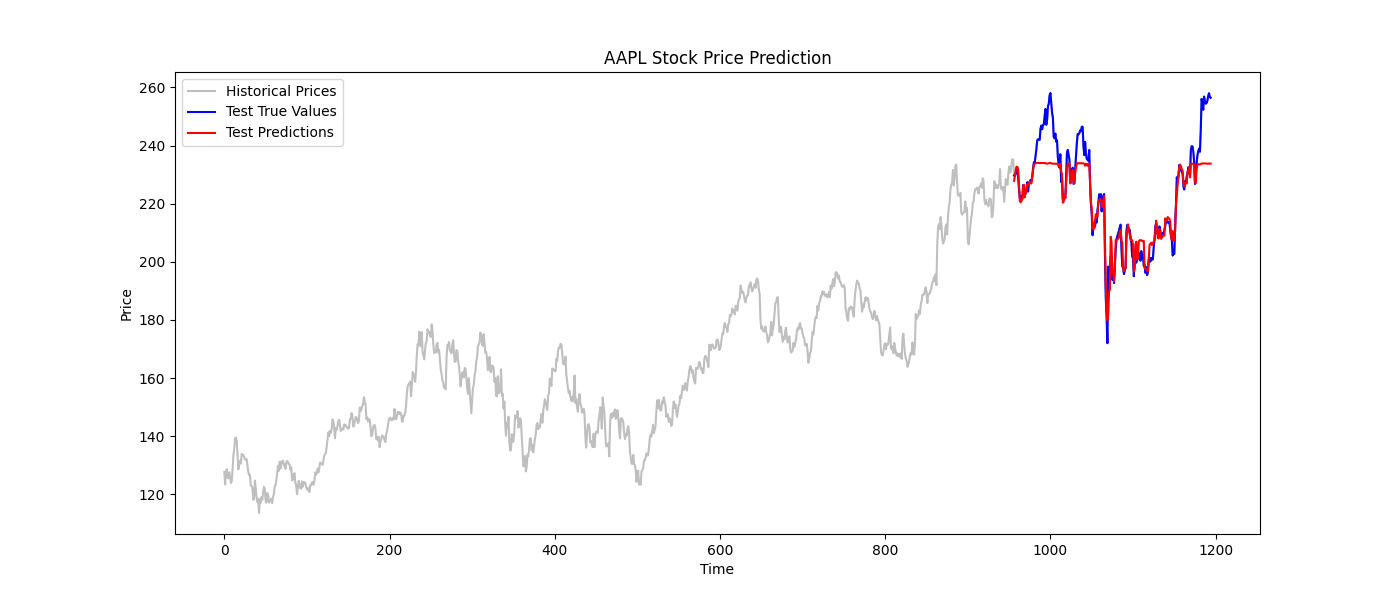 AAPL Stock Price Prediction
Historical Prices
Test True Values
Test Predictions
Price
260
240
220
200
180
160
140
120
0 200 400 600 800 1000 1200
Time